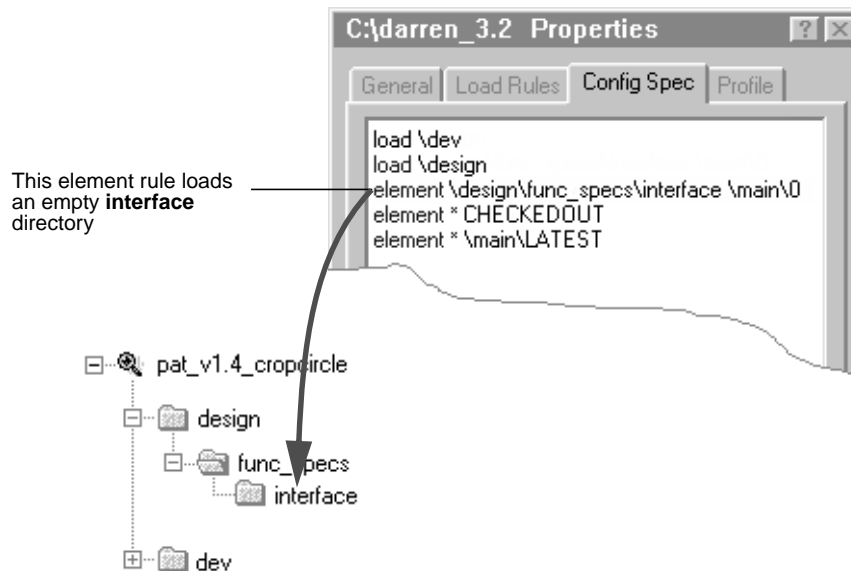 C:\darren_3.2 Properties
General Load Rules Config Spec Profile
load \dev
load \design
element \design\func_specs\interface \main\0
element * CHECKEDOUT
element * \main\LATEST
This element rule loads
an empty interface
directory
pat_v1.4_cropcircle
design
func_specs
interface
dev